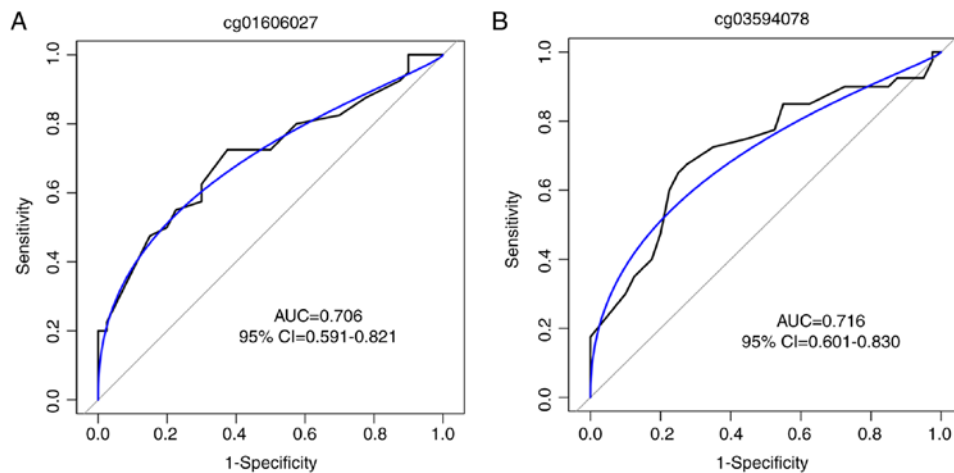 A
cg01606027
Sensitivity
1.0
0.8
0.6
0.4
0.2
0.0
AUC=0.706
95% CI=0.591-0.821
0.0 0.2 0.4 0.6 0.8 1.0
1-Specificity
B
cg03594078
Sensitivity
1.0
0.8
0.6
0.4
0.2
0.0
AUC=0.716
95% CI=0.601-0.830
0.0 0.2 0.4 0.6 0.8 1.0
1-Specificity